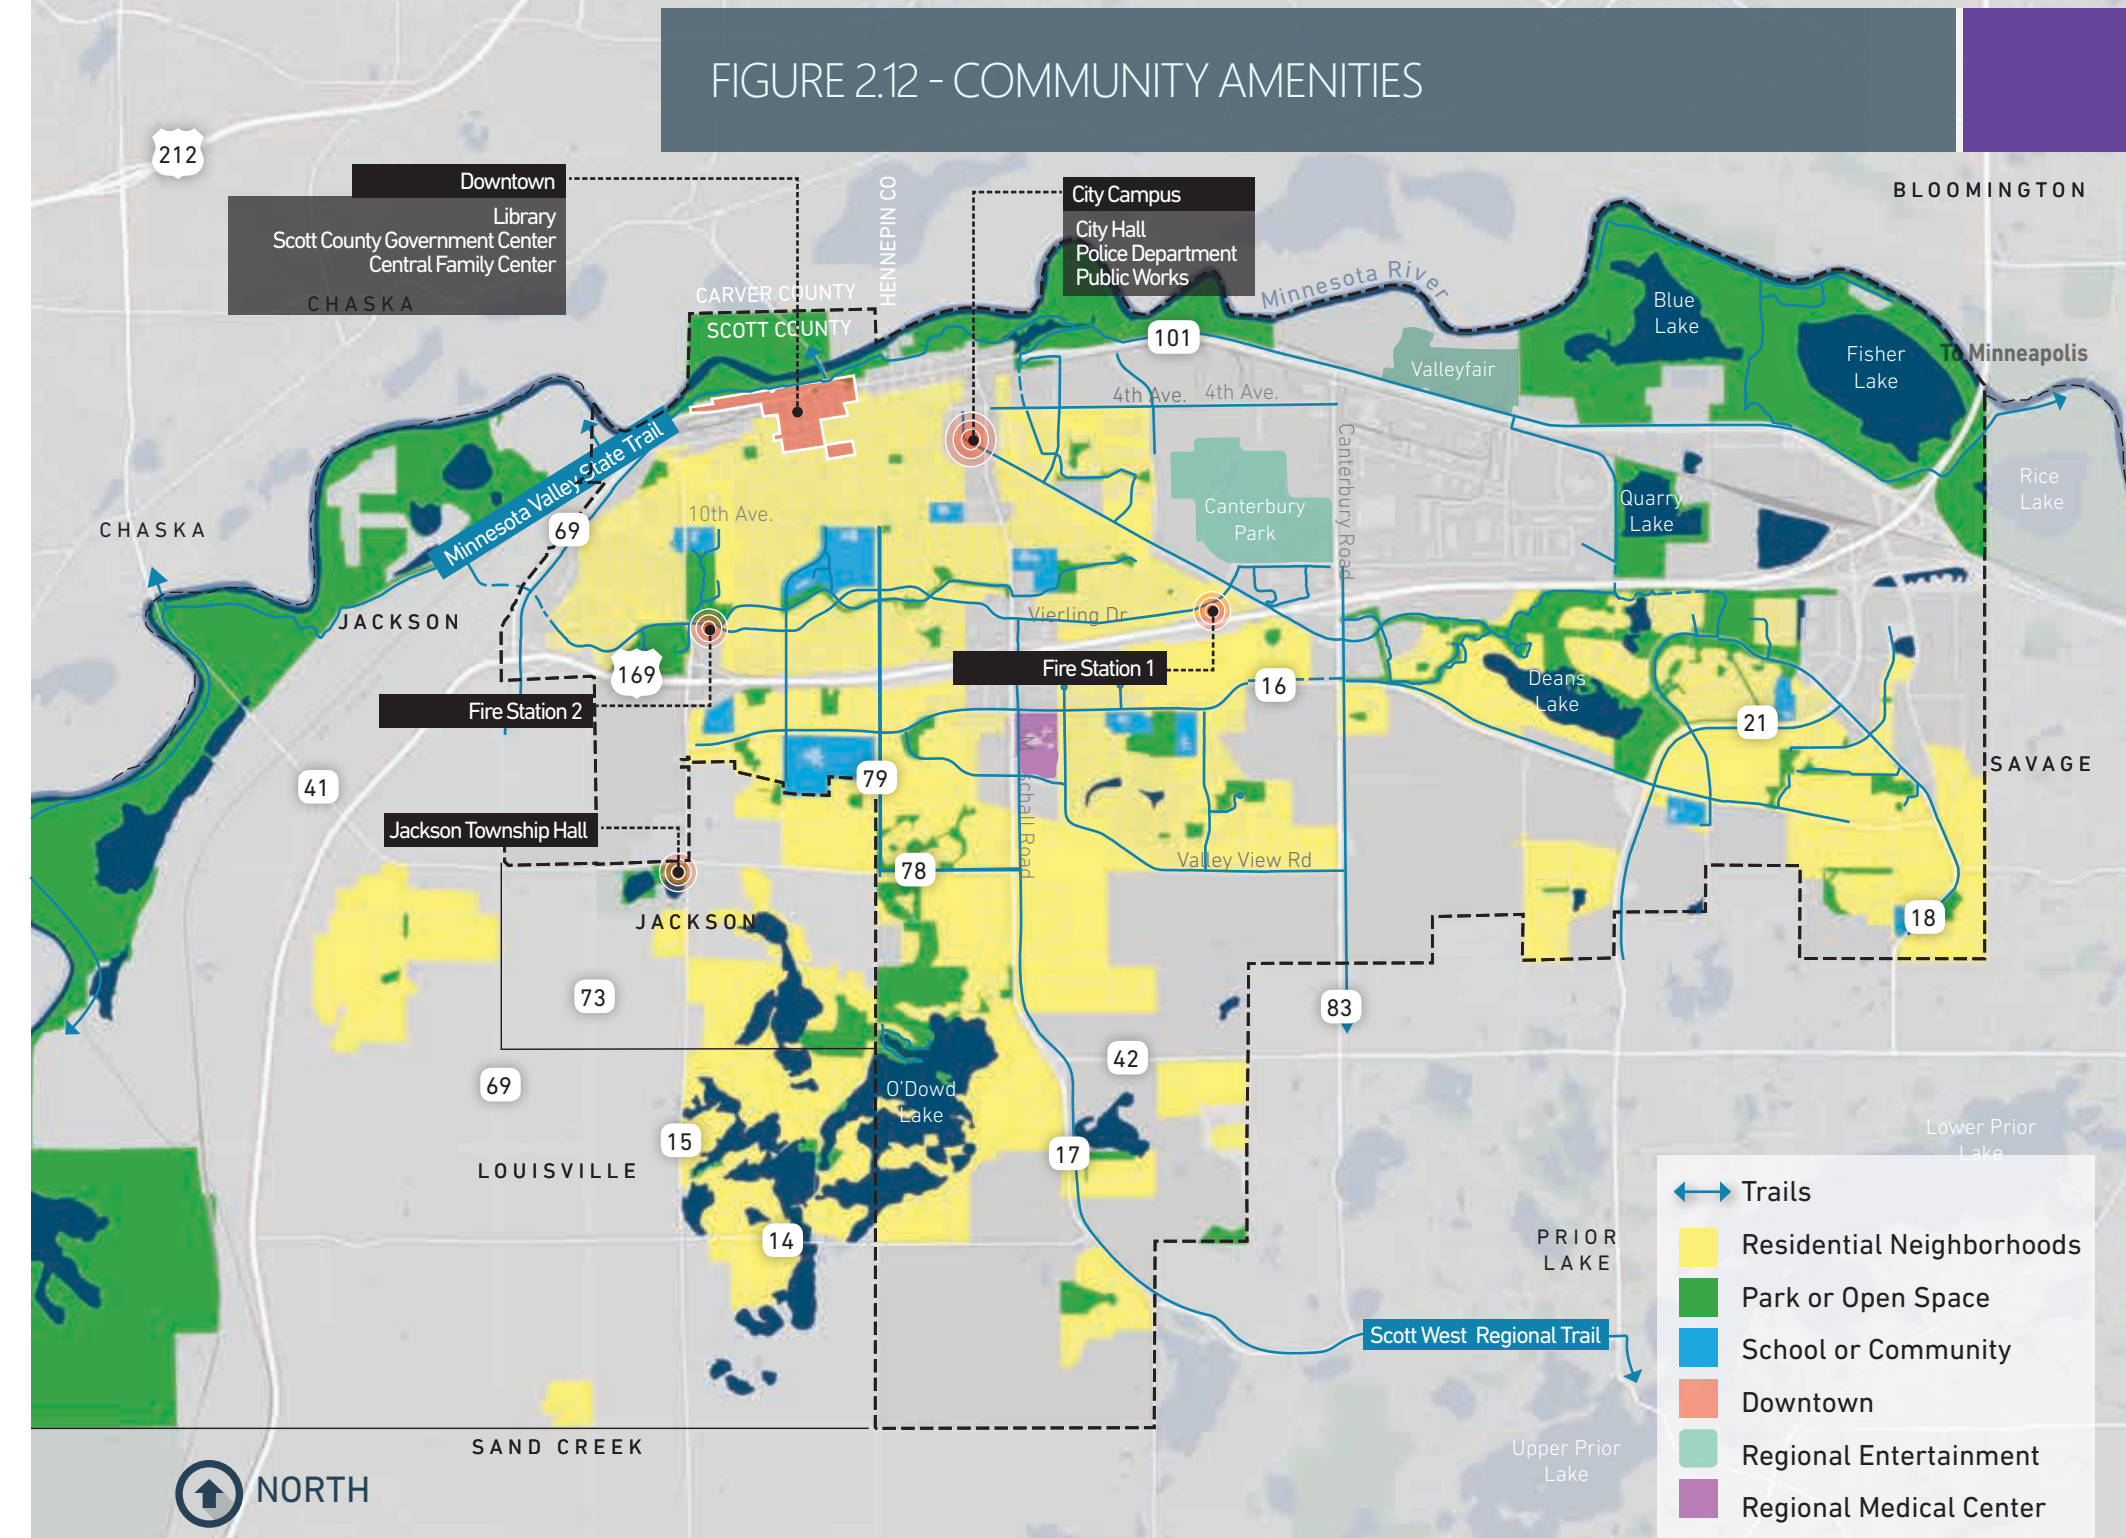 FIGURE 2.12 - COMMUNITY AMENITIES
212
BLOOMINGTON
Downtown
Library
Scott County Government Center
Central Family Center
CHASKA
HENNEPIN CO
CARVER COUNTY
SCOTT COUNTY
City Campus
City Hall
Police Department
Public Works
Minnesota River
101
Valleyfair
Blue
Lake
Fisher
Lake
To Minneapolis
4th Ave.
4th Ave.
Canterbury Road
Canterbury
Park
Quarry
Lake
Rice
Lake
Minnesota Valley State Trail
69
CHASKA
10th Ave.
JACKSON
Vierling Dr
169
Fire Station 1
Fire Station 2
16
Deans
Lake
21
SAVAGE
41
79
Jackson Township Hall
78
Valley View Rd
JACKSON
18
73
83
42
69
O'Dowd
Lake
15
17
LOUISVILLE
14
Lower Prior
Lake
PRIOR
LAKE
Scott West Regional Trail
SAND CREEK
Upper Prior
Lake
NORTH
Trails
Residential Neighborhoods
Park or Open Space
School or Community
Downtown
Regional Entertainment
Regional Medical Center